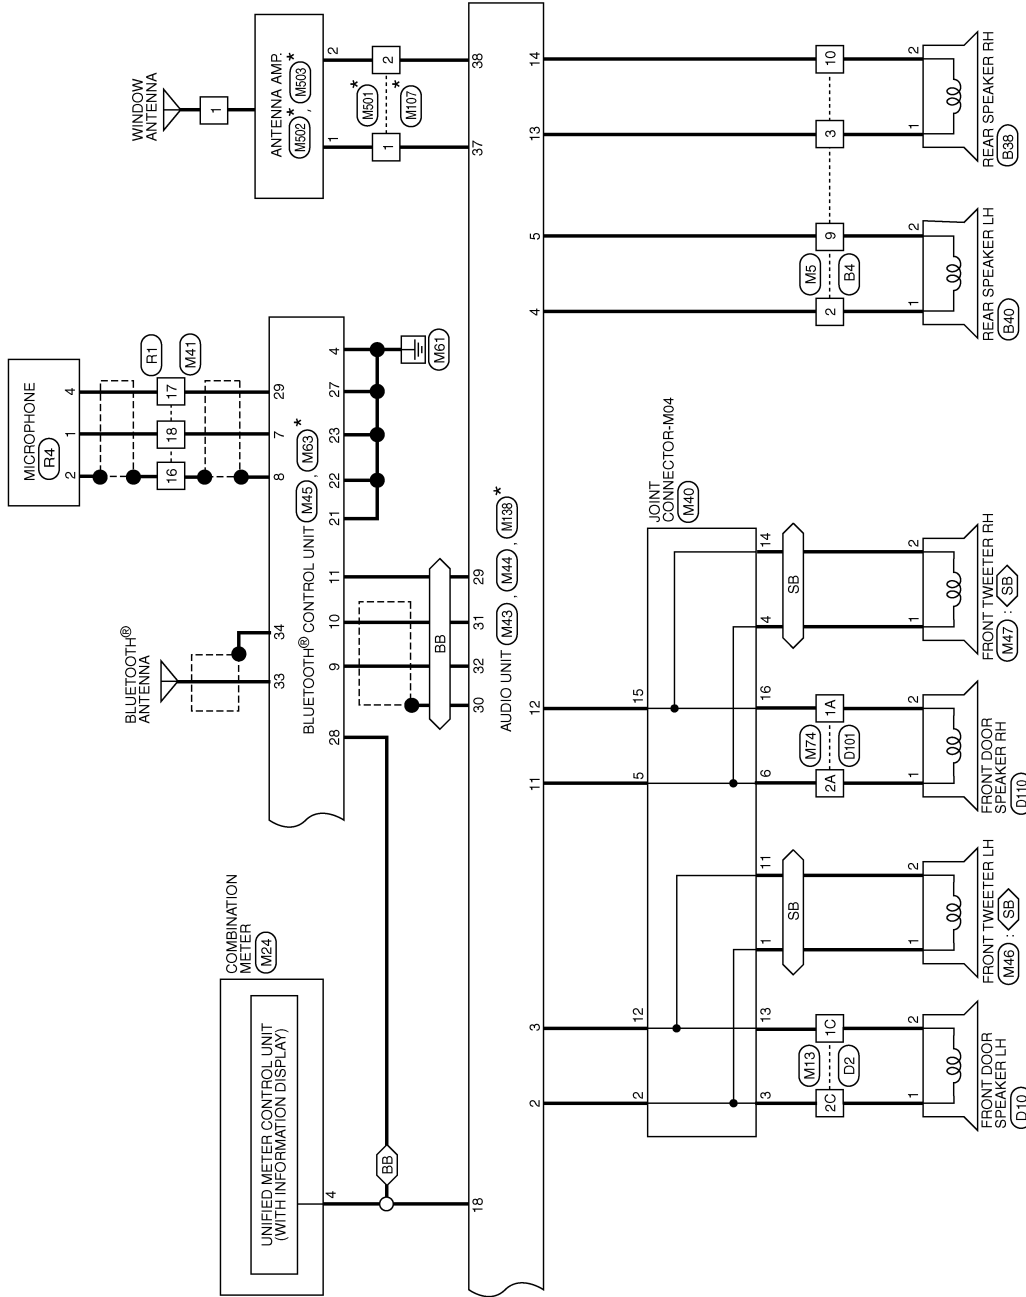 COMBINATION
METER
M24
UNIFIED METER CONTROL UNIT
(WITH INFORMATION DISPLAY)
4
BB
18
BLUETOOTH®
ANTENNA
33
34
MICROPHONE
R4
2
1
4
16
18
17
R1
M41
8
7
29
BLUETOOTH® CONTROL UNIT M45 , M63 *
28
9
10
11
21
22
23
27
4
M61
BB
30
32
31
29
WINDOW
ANTENNA
1
ANTENNA AMP.
M502 * , M503 *
1
2
1
2
M501 *
M107 *
37
38
AUDIO UNIT M43 , M44 , M138 *
2
3
11
12
4
5
13
14
JOINT
CONNECTOR-M04
M40
2
12
5
15
3
13
1
11
6
16
4
14
2C
1C
M13
D2
SB
2A
1A
M74
D101
SB
2
9
3
10
M5
B4
1
2
1
2
1
2
1
2
1
2
1
2
FRONT DOOR
SPEAKER LH
D10
FRONT TWEETER LH
M46 : SB
FRONT DOOR
SPEAKER RH
D110
FRONT TWEETER RH
M47 : SB
REAR SPEAKER LH
B40
REAR SPEAKER RH
B38